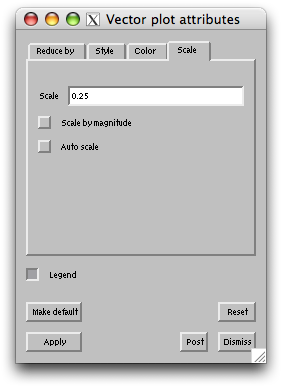 Vector plot attributes
Reduce by Style Color Scale
Scale 0.25
Scale by magnitude
Auto scale
Legend
Make default Reset
Apply Post Dismiss